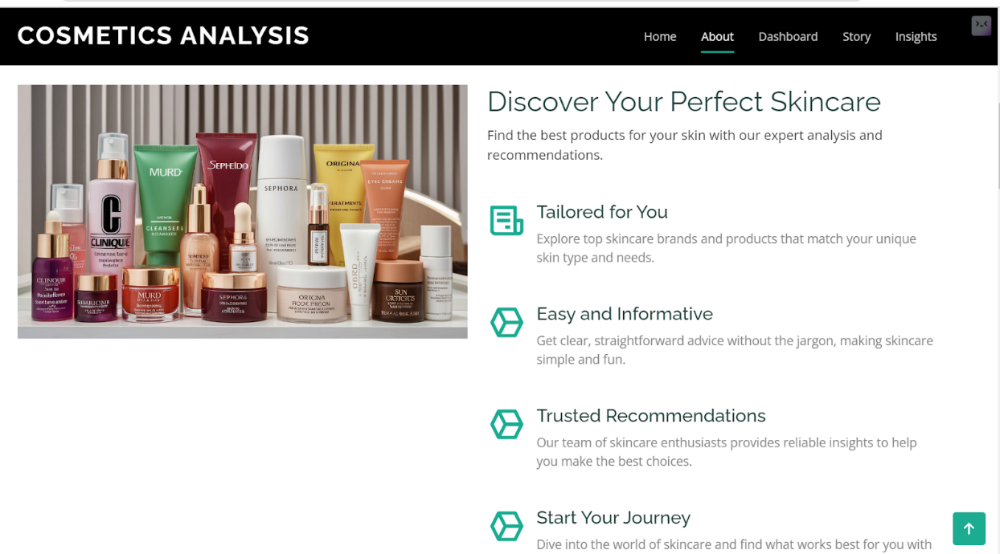 COSMETICS ANALYSIS
Home About Dashboard Story Insights
Discover Your Perfect Skincare
Find the best products for your skin with our expert analysis and
recommendations.
Tailored for You
Explore top skincare brands and products that match your unique
skin type and needs.
Easy and Informative
Get clear, straightforward advice without the jargon, making skincare
simple and fun.
Trusted Recommendations
Our team of skincare enthusiasts provides reliable insights to help
you make the best choices.
Start Your Journey
Dive into the world of skincare and find what works best for you with
MURD
CLEANSERS
SEPHEIDO
SEPHORA
ORIGINA
EYES CREAMS
C
CLINIQUE
MURD
SEPHORA
ORICNA
SUN